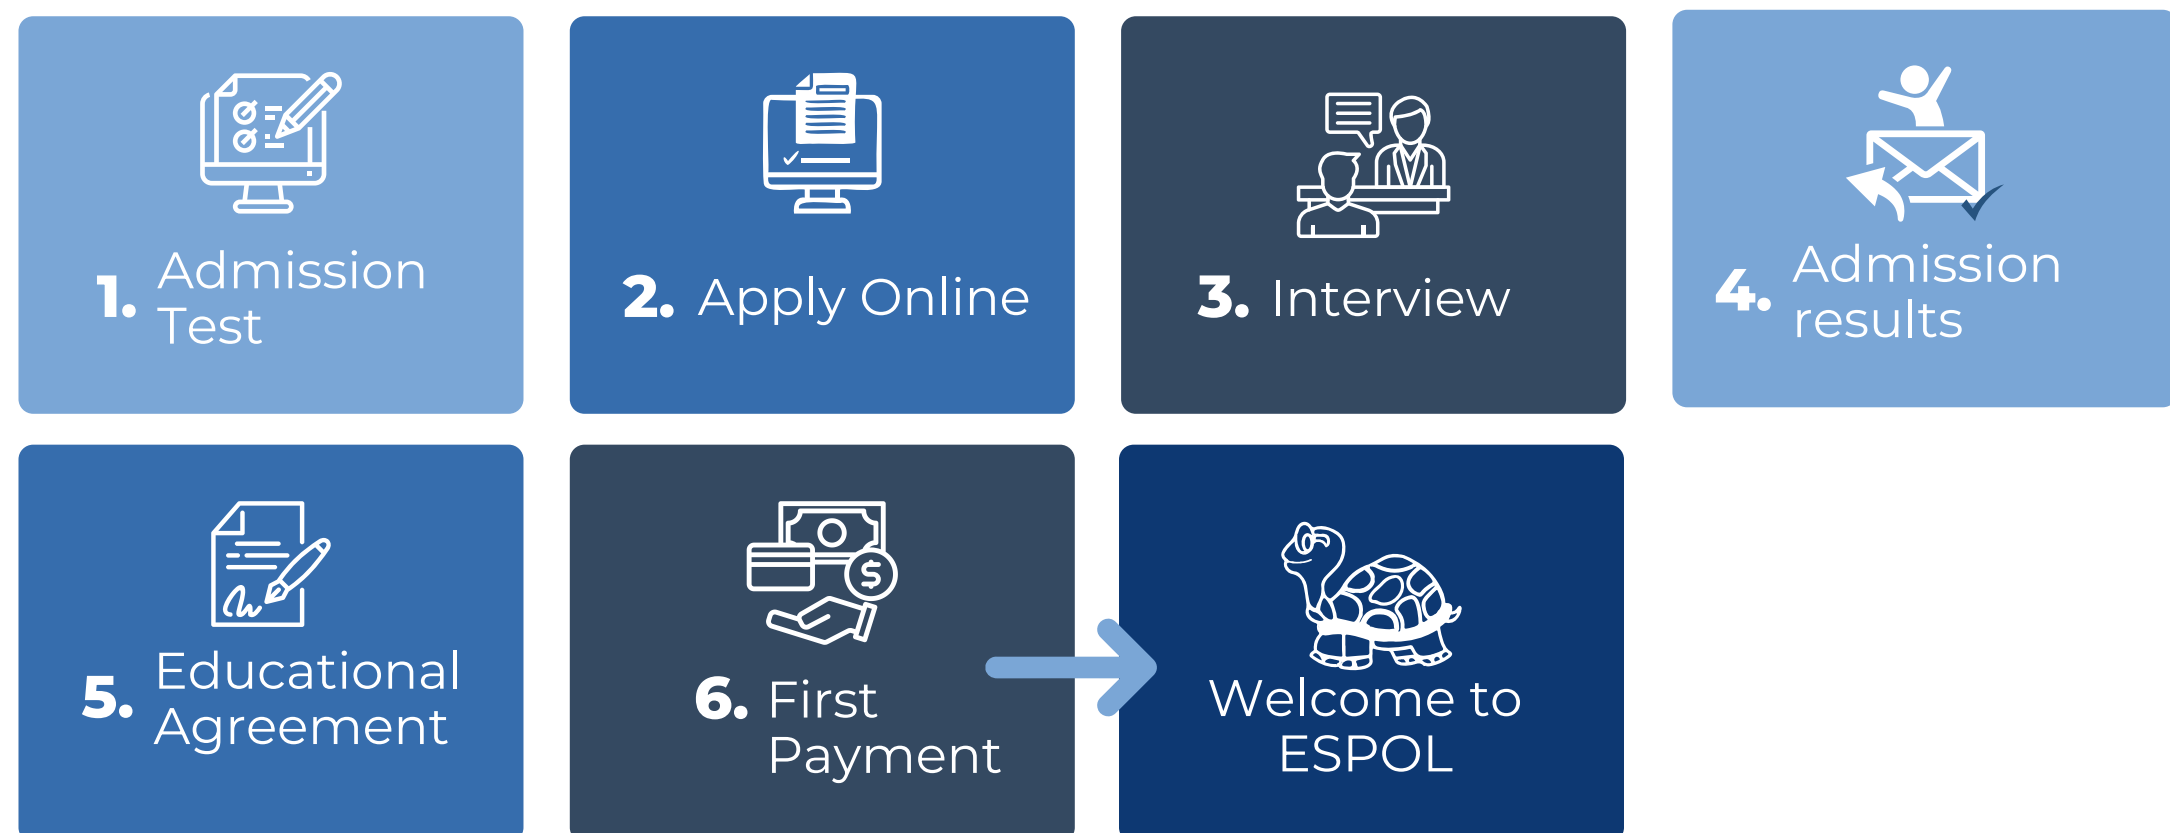 1. Admission
Test
2. Apply Online
3. Interview
4. Admission
results
5. Educational
Agreement
6. First
Payment
Welcome to
ESPOL